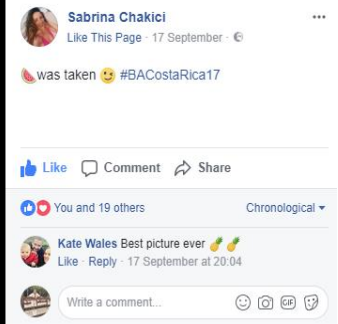 Sabrina Chakici
Like This Page · 17 September ·
🍉was taken 😉 #BACostaRica17
Like Comment Share
You and 19 others Chronological
Kate Wales Best picture ever 🍍🍍
Like · Reply · 17 September at 20:04
Write a comment... GIF